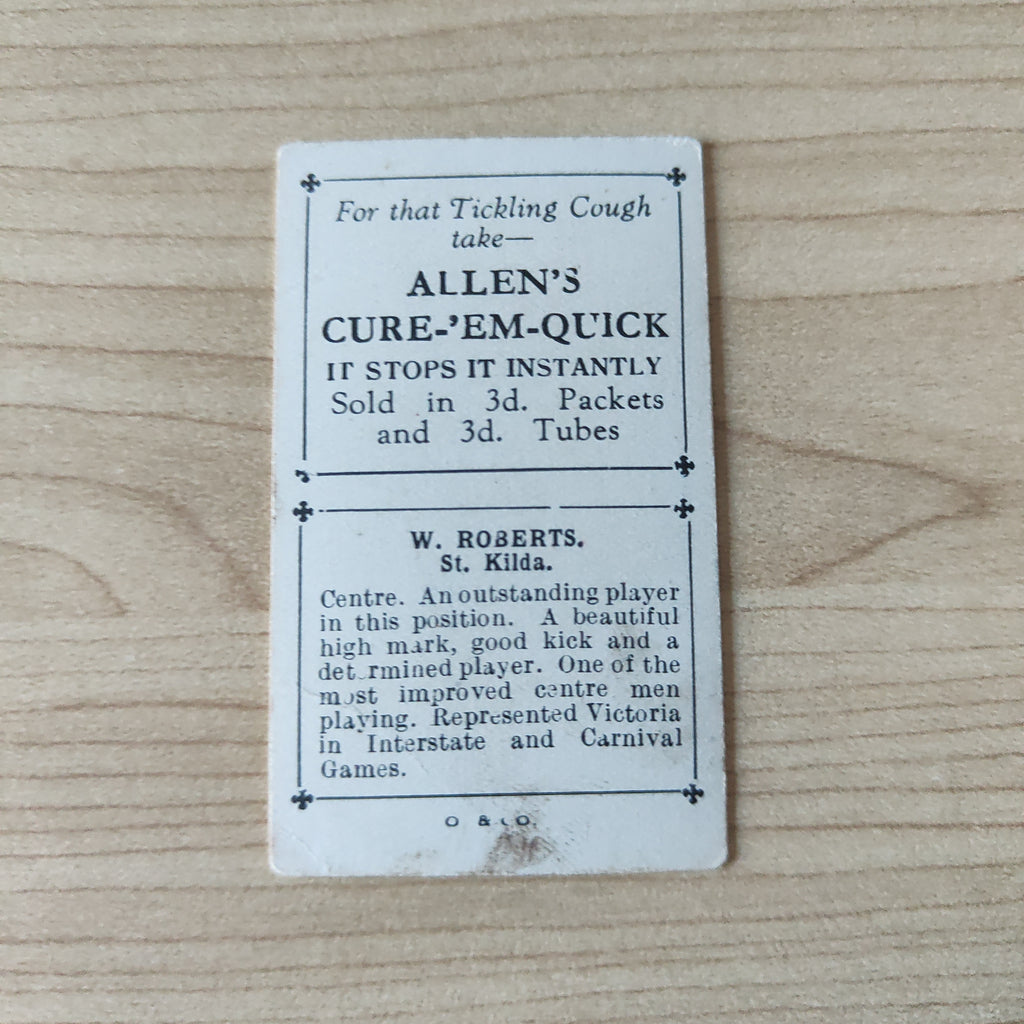 For that Tickling Cough
take—
ALLEN'S
CURE-'EM-QUICK
IT STOPS IT INSTANTLY
Sold in 3d. Packets
and 3d. Tubes
W. ROBERTS.
St. Kilda.
Centre. An outstanding player
in this position. A beautiful
high mark, good kick and a
determined player. One of the
most improved centre men
playing. Represented Victoria
in Interstate and Carnival
Games.
O & CO.